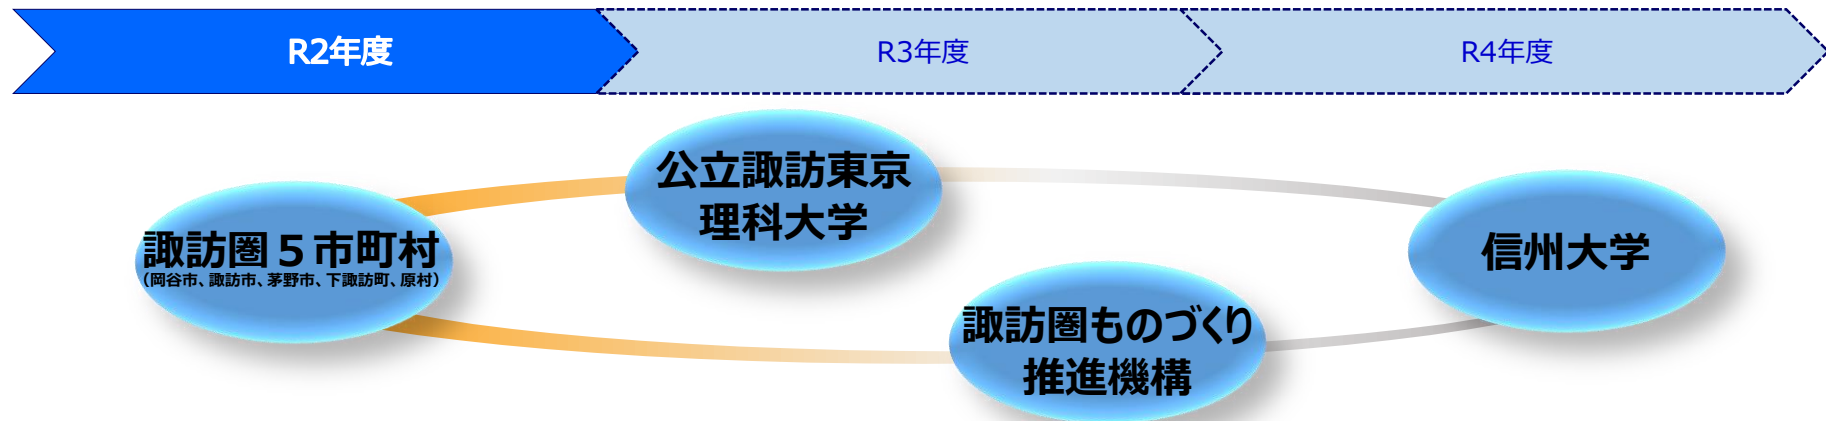 R2年度
R3年度
R4年度
公立諏訪東京
理科大学
諏訪圏５市町村
（岡谷市、諏訪市、茅野市、下諏訪町、原村）
信州大学
諏訪圏ものづくり
推進機構